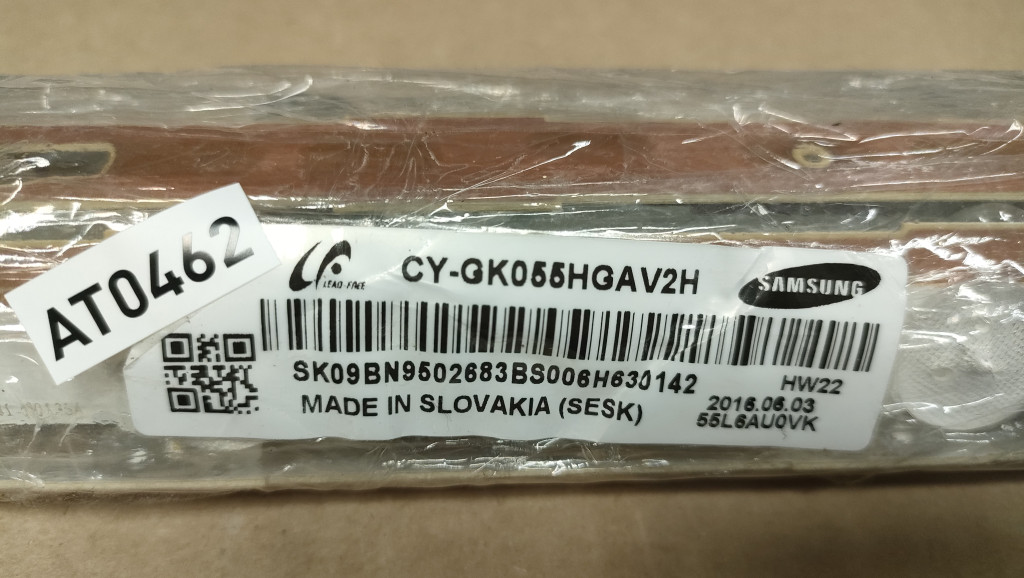 AT0462
LEAD-FREE
CY-GK055HGAV2H
SAMSUNG
SK09BN9502683BS006H630142
HW22
MADE IN SLOVAKIA (SESK)
2016.06.03
55L6AU0VK